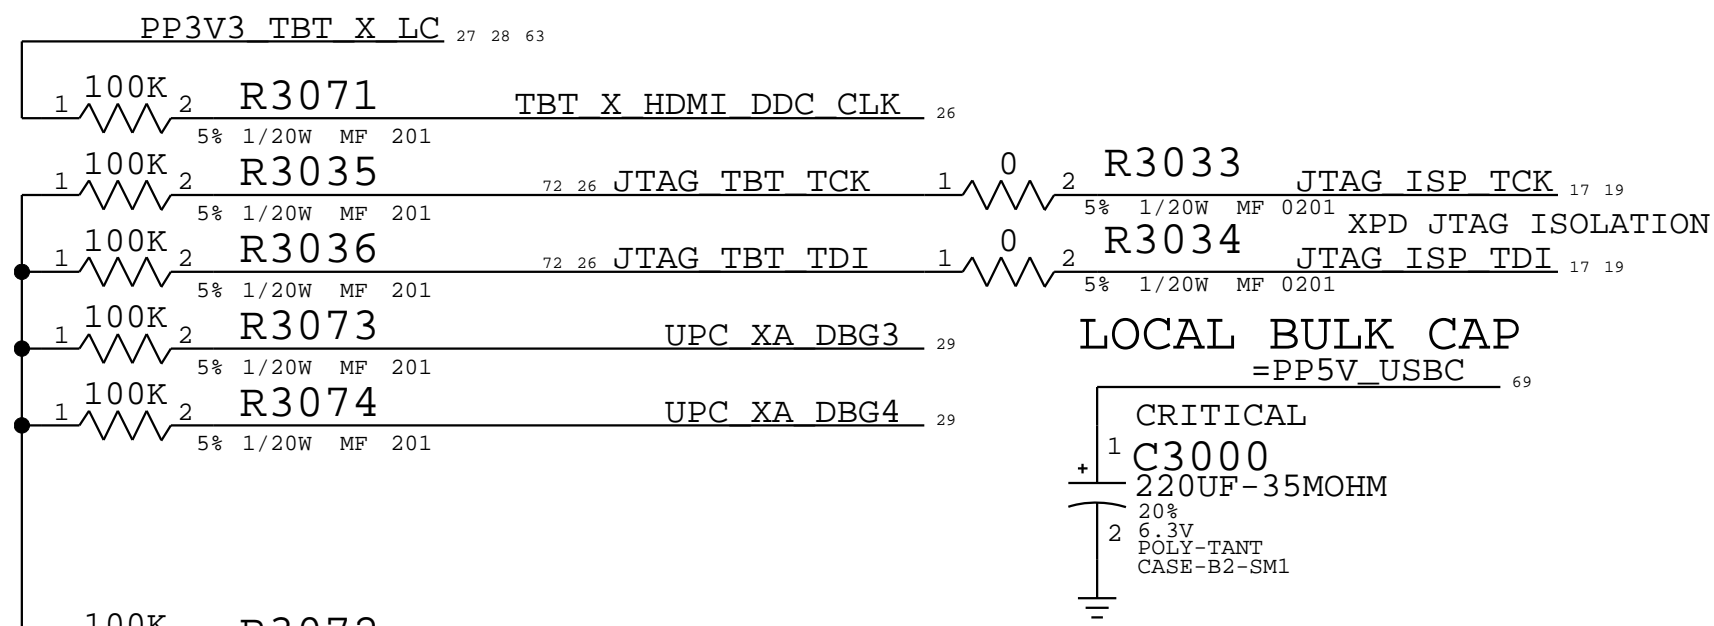 PP3V3_TBT_X_LC 27 28 63
100K
1 2 R3071 TBT_X_HDMI_DDC_CLK 26
5% 1/20W MF 201
100K
1 2 R3035 72 26 JTAG_TBT_TCK 1 0 2 R3033 JTAG_ISP_TCK 17 19
5% 1/20W MF 201 5% 1/20W MF 0201
XPD JTAG ISOLATION
100K
1 2 R3036 72 26 JTAG_TBT_TDI 1 0 2 R3034 JTAG_ISP_TDI 17 19
5% 1/20W MF 201 5% 1/20W MF 0201
100K
1 2 R3073 UPC_XA_DBG3 29
5% 1/20W MF 201
LOCAL BULK CAP
=PP5V_USBC 69
100K
1 2 R3074 UPC_XA_DBG4 29
5% 1/20W MF 201
CRITICAL
1 C3000
+
220UF-35MOHM
20%
2 6.3V
POLY-TANT
CASE-B2-SM1
100K R3072